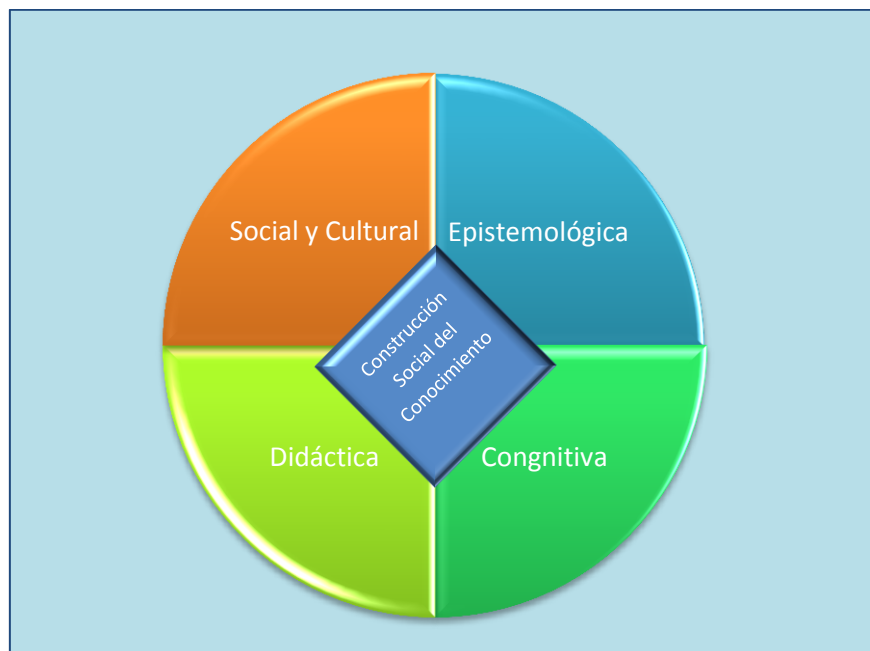 Social y Cultural
Epistemológica
Construcción
Social del
Conocimiento
Didáctica
Congnitiva